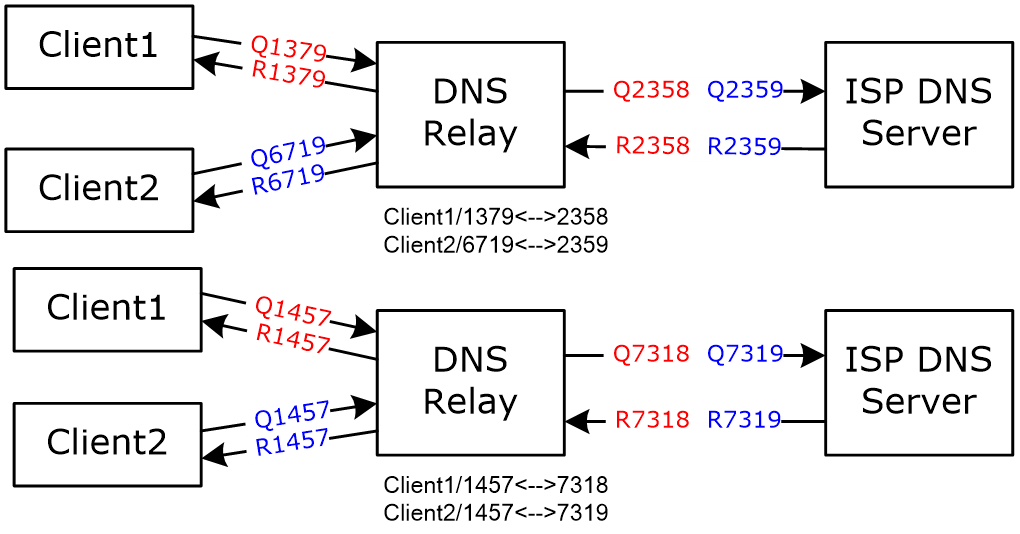 Client1
Q1379
R1379
DNS
Relay
Q2358 Q2359
R2358 R2359
ISP DNS
Server
Client2
Q6719
R6719
Client1/1379<-->2358
Client2/6719<-->2359
Client1
Q1457
R1457
DNS
Relay
Q7318 Q7319
R7318 R7319
ISP DNS
Server
Client2
Q1457
R1457
Client1/1457<-->7318
Client2/1457<-->7319